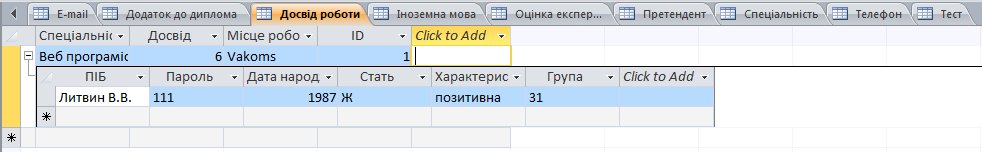 E-mail Додаток до диплома Досвід роботи Іноземна мова Оцінка експер... Претендент Спеціальність Телефон Тест
Спеціальніс Досвід Місце робо ID Click to Add
Веб програміс 6 Vakoms 1
ПІБ Пароль Дата народ Стать Характерис Група Click to Add
Литвин В.В. 111 1987 Ж позитивна 31